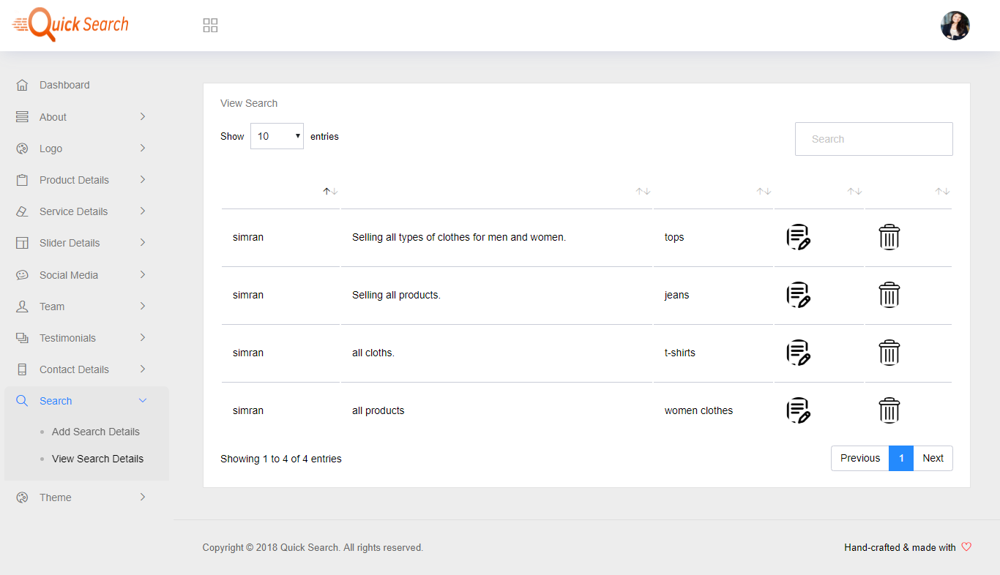 Quick Search
Dashboard
About
Logo
Product Details
Service Details
Slider Details
Social Media
Team
Testimonials
Contact Details
Search
Add Search Details
View Search Details
Theme
View Search
Show 10 entries
Search
simran Selling all types of clothes for men and women. tops
simran Selling all products. jeans
simran all cloths. t-shirts
simran all products women clothes
Showing 1 to 4 of 4 entries
Previous 1 Next
Copyright © 2018 Quick Search. All rights reserved.
Hand-crafted & made with